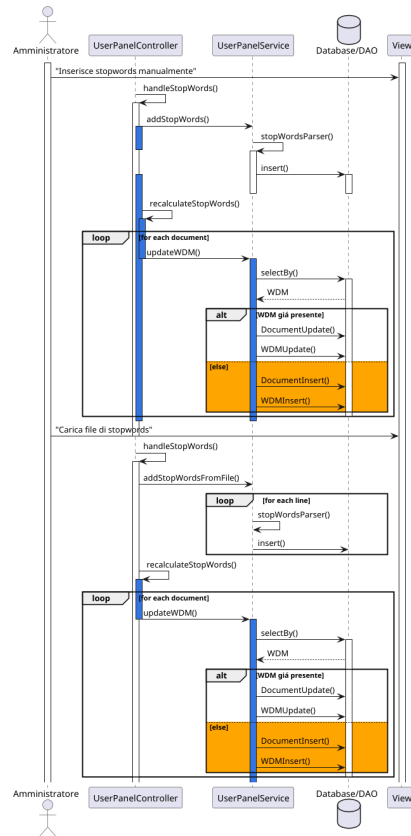 Amministratore
UserPanelController
UserPanelService
Database/DAO
View
"Inserisce stopwords manualmente"
handleStopWords()
addStopWords()
stopWordsParser()
insert()
recalculateStopWords()
loop [for each document]
updateWDM()
selectBy()
WDM
alt [WDM giá presente]
DocumentUpdate()
WDMUpdate()
[else]
DocumentInsert()
WDMInsert()
"Carica file di stopwords"
handleStopWords()
addStopWordsFromFile()
loop [for each line]
stopWordsParser()
insert()
recalculateStopWords()
loop [for each document]
updateWDM()
selectBy()
WDM
alt [WDM giá presente]
DocumentUpdate()
WDMUpdate()
[else]
DocumentInsert()
WDMInsert()
Amministratore
UserPanelController
UserPanelService
Database/DAO
View